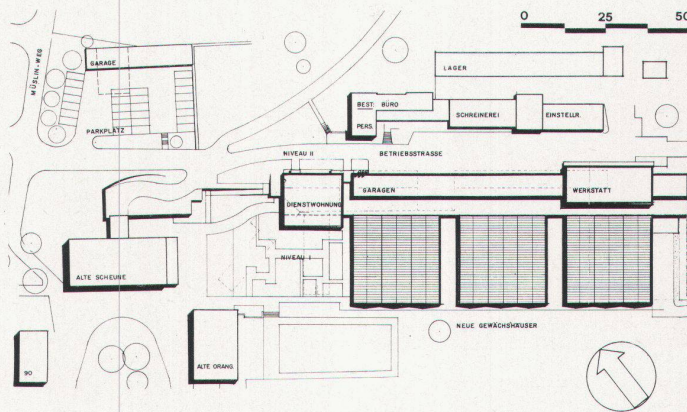 0 25 50
MÜSLIN-WEG
GARAGE
LAGER
BEST. BÜRO
SCHREINEREI
EINSTELLR.
PERS.
PARKPLATZ
NIVEAU II
BETRIEBSSTRASSE
GARAGEN
WERKSTATT
DIENSTWOHNUNG
NIVEAU I
ALTE SCHEUNE
NEUE GEWÄCHSHÄUSER
ALTE ORANG.
90